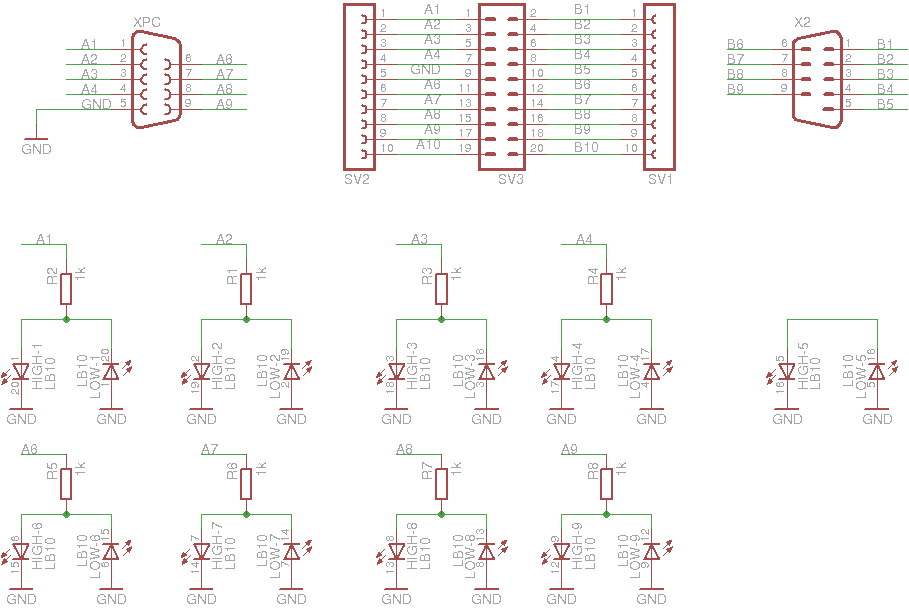 XPC
A1 1
A2 2
A3 3
A4 4
GND 5
6 A6
7 A7
8 A8
9 A9
GND
1 A1 1
2 A2 3
3 A3 5
4 A4 7
5 GND 9
6 A6 11
7 A7 13
8 A8 15
9 A9 17
10 A10 19
2 B1 1
4 B2 2
6 B3 3
8 B4 4
10 B5 5
12 B6 6
14 B7 7
16 B8 8
18 B9 9
20 B10 10
SV2 SV3 SV1
X2
B6 6
B7 7
B8 8
B9 9
1 B1
2 B2
3 B3
4 B4
5 B5
A1 A2 A3 A4
R2 1k R1 1k R3 1k R4 1k
1 20 HIGH-1 LB10 LB10 LOW-1 20 1
2 19 HIGH-2 LB10 LB10 LOW-2 19 2
3 18 HIGH-3 LB10 LB10 LOW-3 18 3
4 17 HIGH-4 LB10 LB10 LOW-4 17 4
5 16 HIGH-5 LB10 LB10 LOW-5 16 5
GND GND GND GND GND GND GND GND GND GND
A6 A7 A8 A9
R5 1k R6 1k R7 1k R8 1k
6 15 HIGH-6 LB10 LB10 LOW-6 15 6
7 14 HIGH-7 LB10 LB10 LOW-7 14 7
8 13 HIGH-8 LB10 LB10 LOW-8 13 8
9 12 HIGH-9 LB10 LB10 LOW-9 12 9
GND GND GND GND GND GND GND GND